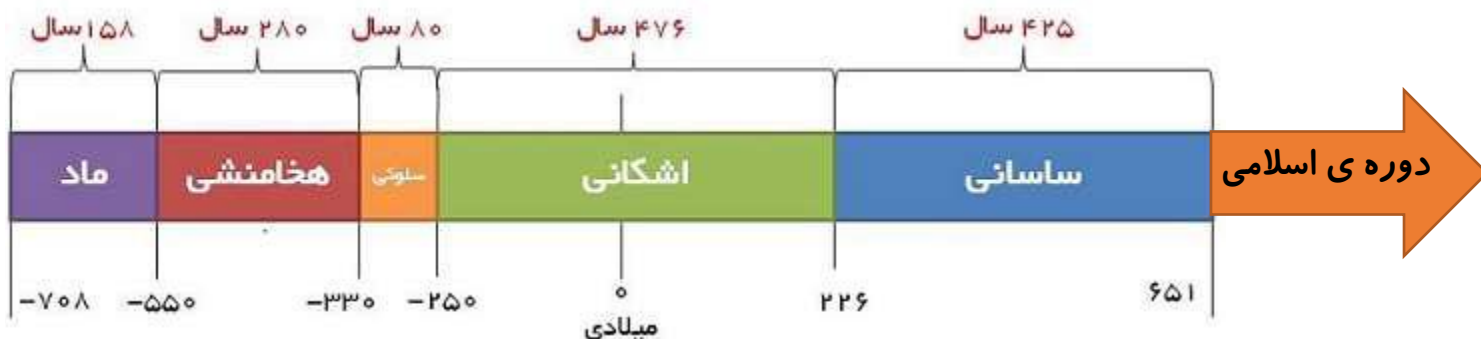 ۱۵۸ سال ۲۸۰ سال ۸۰ سال ۴۷۶ سال ۴۲۵ سال
ماد هخامنشی سلوکی اشکانی ساسانی دوره ی اسلامی
-۷۰۸ -۵۵۰ -۳۳۰ -۲۵۰ ۰ ۲۲۶ ۶۵۱
میلادی